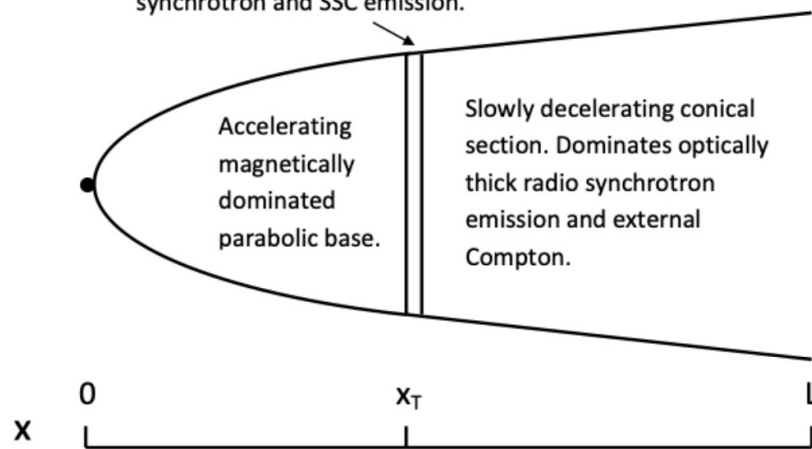 synchrotron and SSC emission.
Accelerating
magnetically
dominated
parabolic base.
Slowly decelerating conical
section. Dominates optically
thick radio synchrotron
emission and external
Compton.
0
xT
L
X